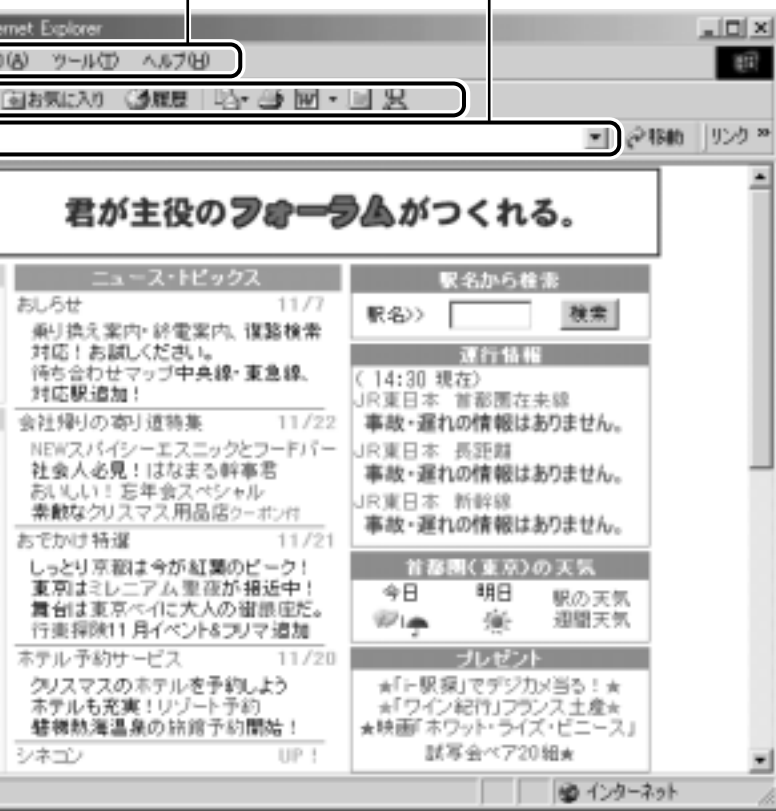 ernet Explorer
(A) ツール(T) ヘルプ(H)
お気に入り 履歴
移動 リンク »
君が主役のフォーラムがつくれる。
ニュース・トピックス
おしらせ 11/7
乗り換え案内・終電案内、復路検索
対応！お試しください。
待ち合わせマップ中央線・東急線、
対応駅追加！
会社帰りの寄り道特集 11/22
NEWスパイシーエスニックとフードバー
社会人必見！はなまる幹事君
おいしい！忘年会スペシャル
素敵なクリスマス用品店クーポン付
おでかけ特選 11/21
しっとり京都は今が紅葉のピーク！
東京はミレニアム聖夜が接近中！
舞台は東京ベイに大人の銀座だ。
行楽探険11月イベント&フリマ追加
ホテル予約サービス 11/20
クリスマスのホテルを予約しよう
ホテルも充実！リゾート予約
熱海温泉の旅館予約開始！
シネコン UP！
駅名から検索
駅名>> 検索
運行情報
(14:30 現在)
JR東日本 首都圏在来線
事故・遅れの情報はありません。
JR東日本 長距離
事故・遅れの情報はありません。
JR東日本 新幹線
事故・遅れの情報はありません。
首都圏(東京)の天気
今日 明日 駅の天気
週間天気
プレゼント
★「i-駅探」でデジカメ当る！★
★「ワイン紀行」フランス土産★
★映画「ホワット・ライズ・ビニース」
試写会ペア20組★
インターネット